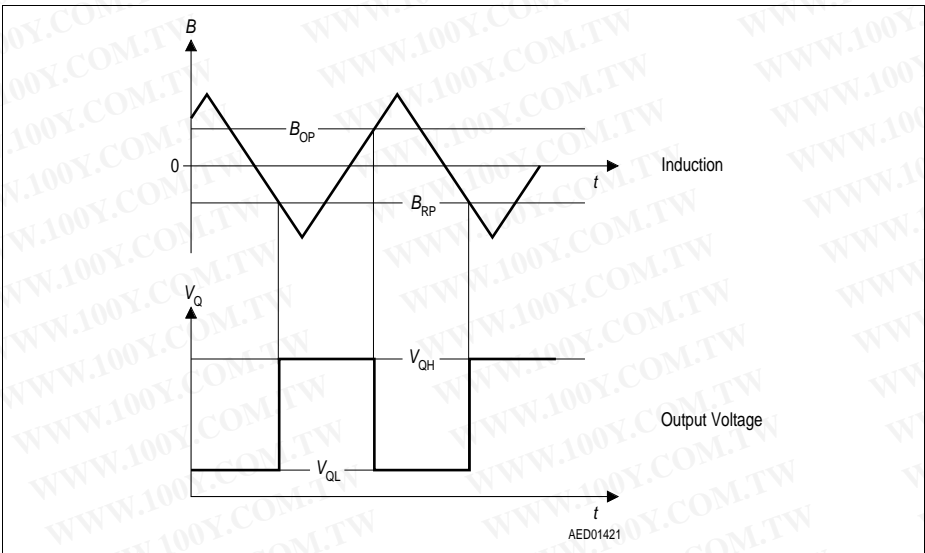 B
B_OP
0
t
Induction
B_RP
V_Q
V_QH
Output Voltage
V_QL
t
AED01421
WWW.100Y.COM.TW